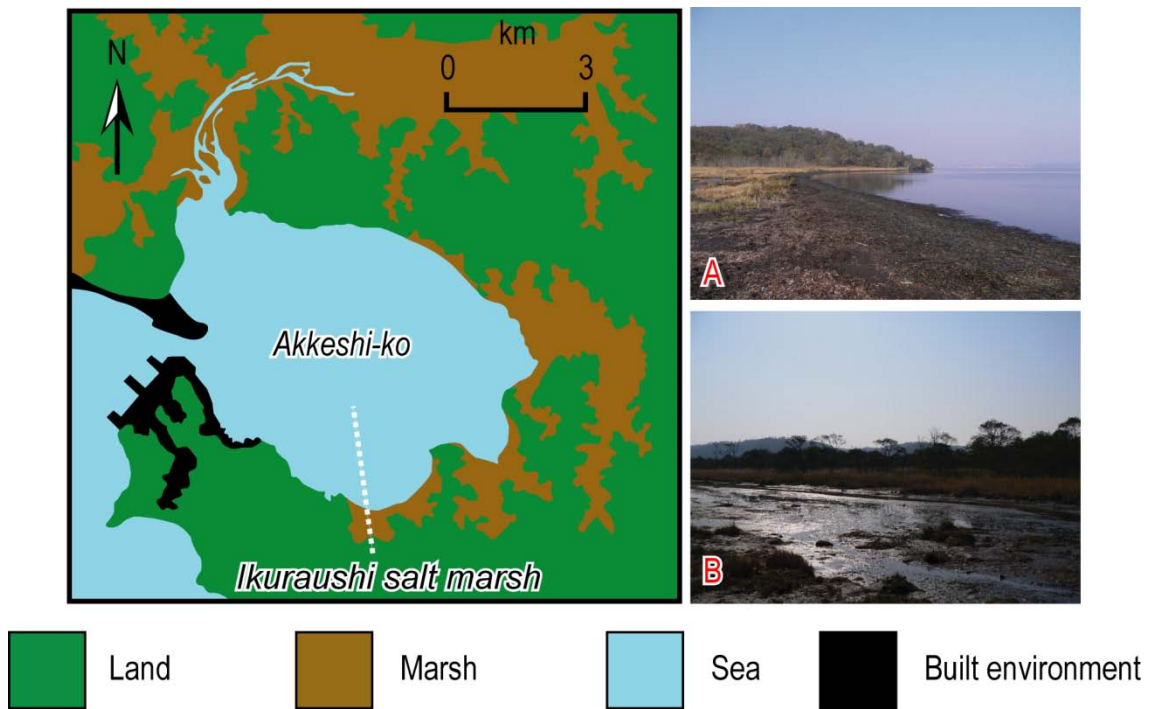 N
km
0 3
Akkeshi-ko
Ikuraushi salt marsh
A
B
Land Marsh Sea Built environment